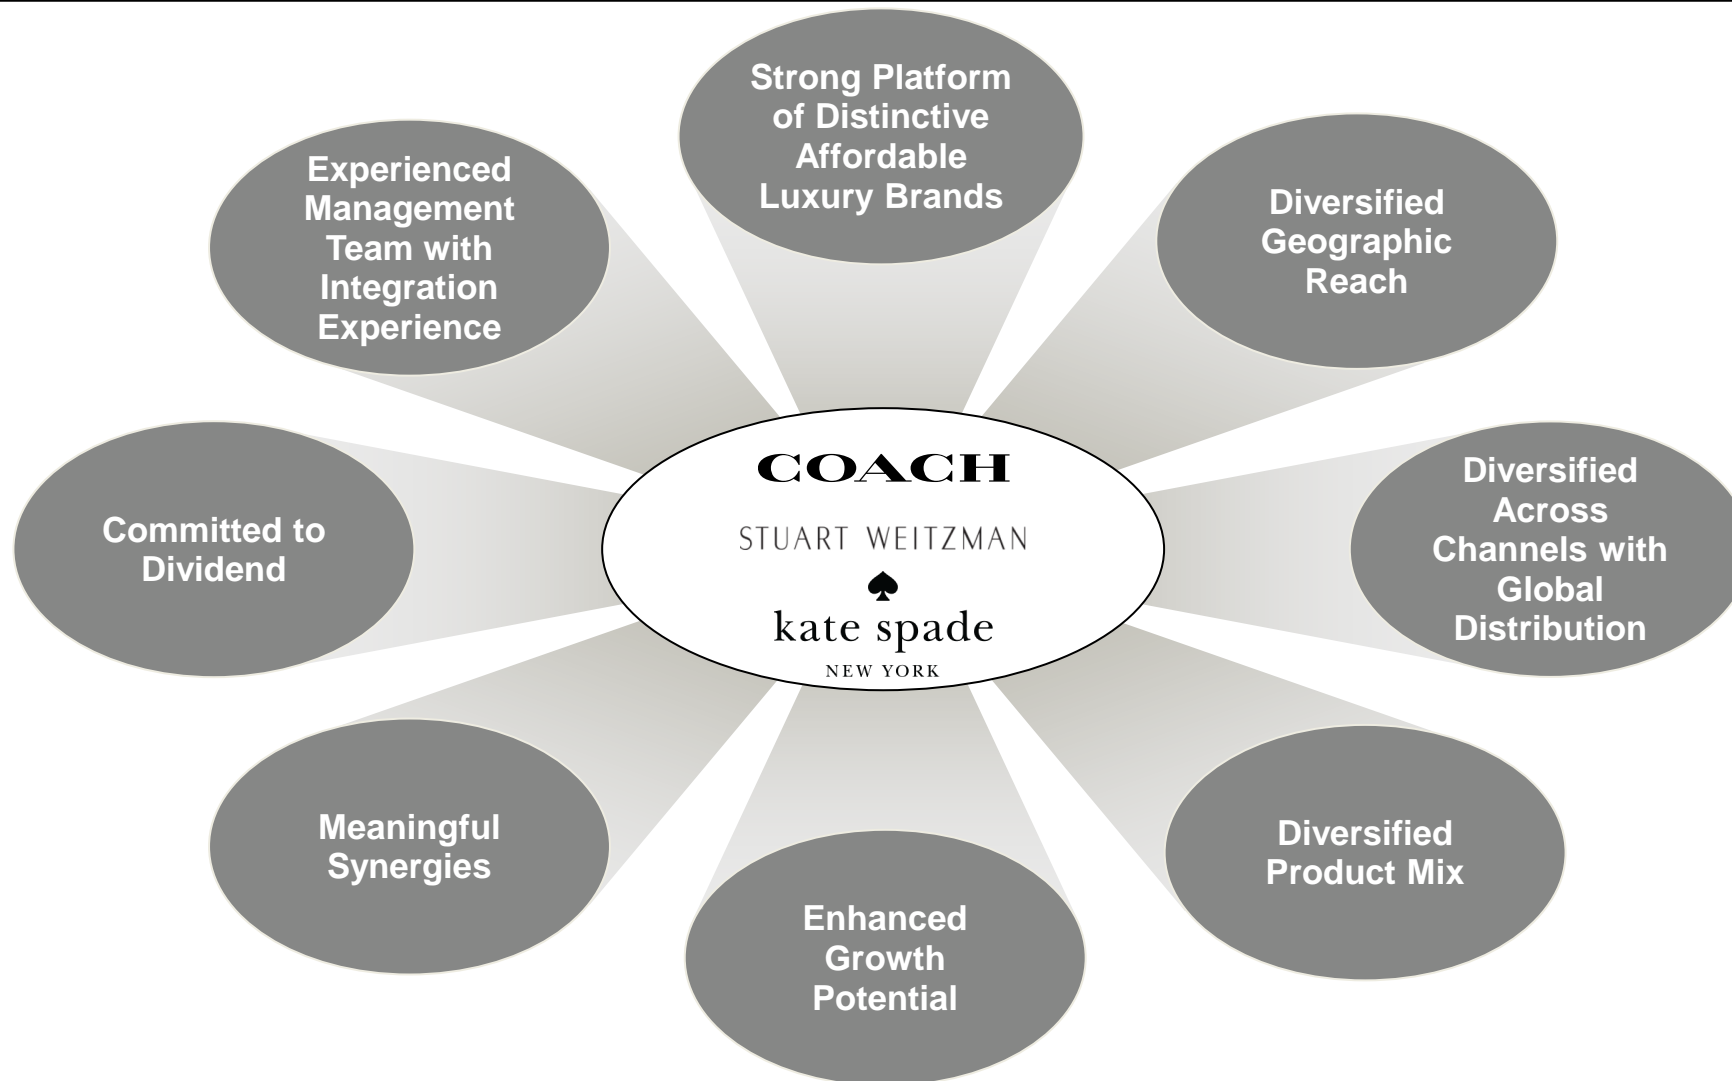 Strong Platform
of Distinctive
Affordable
Luxury Brands
Experienced
Management
Team with
Integration
Experience
Diversified
Geographic
Reach
COACH
STUART WEITZMAN
kate spade
NEW YORK
Committed to
Dividend
Diversified
Across
Channels with
Global
Distribution
Meaningful
Synergies
Diversified
Product Mix
Enhanced
Growth
Potential